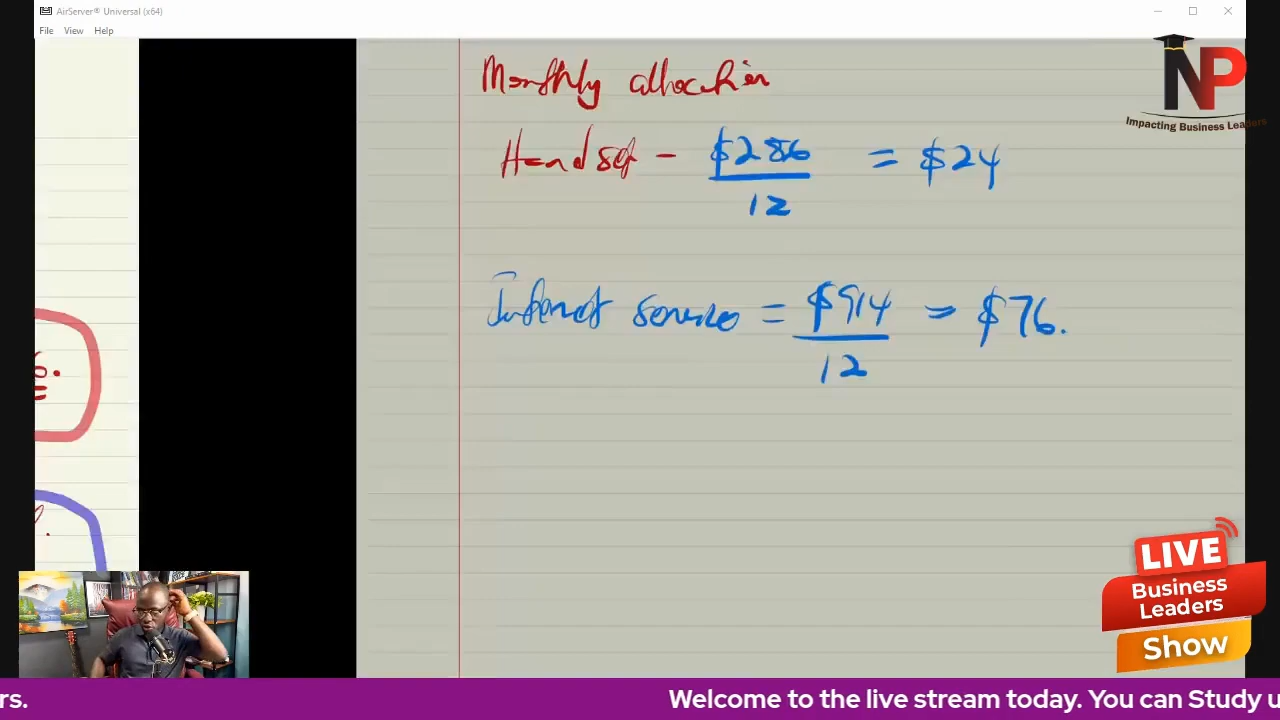 AirServer® Universal (x64)
File View Help
NP
Impacting Business Leaders
Monthly allocation
Handset - $286 / 12 = $24
Internet service = $914 / 12 = $76.
LIVE
Business
Leaders
Show
rs. Welcome to the live stream today. You can Study u